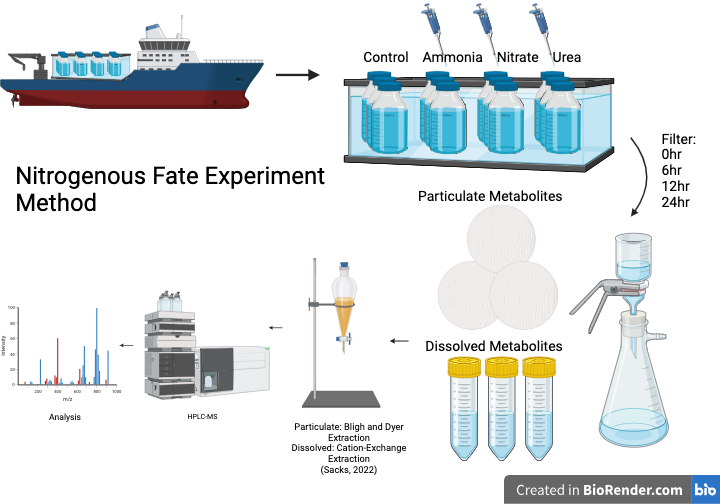 Control
Ammonia
Nitrate
Urea
Nitrogenous Fate Experiment
Method
Filter:
0hr
6hr
12hr
24hr
Particulate Metabolites
Dissolved Metabolites
Particulate: Bligh and Dyer
Extraction
Dissolved: Cation-Exchange
Extraction
(Sacks, 2022)
HPLC-MS
Intensity
100
80
60
40
20
0
200
400
600
800
1000
m/z
Analysis
Created in BioRender.com
bio